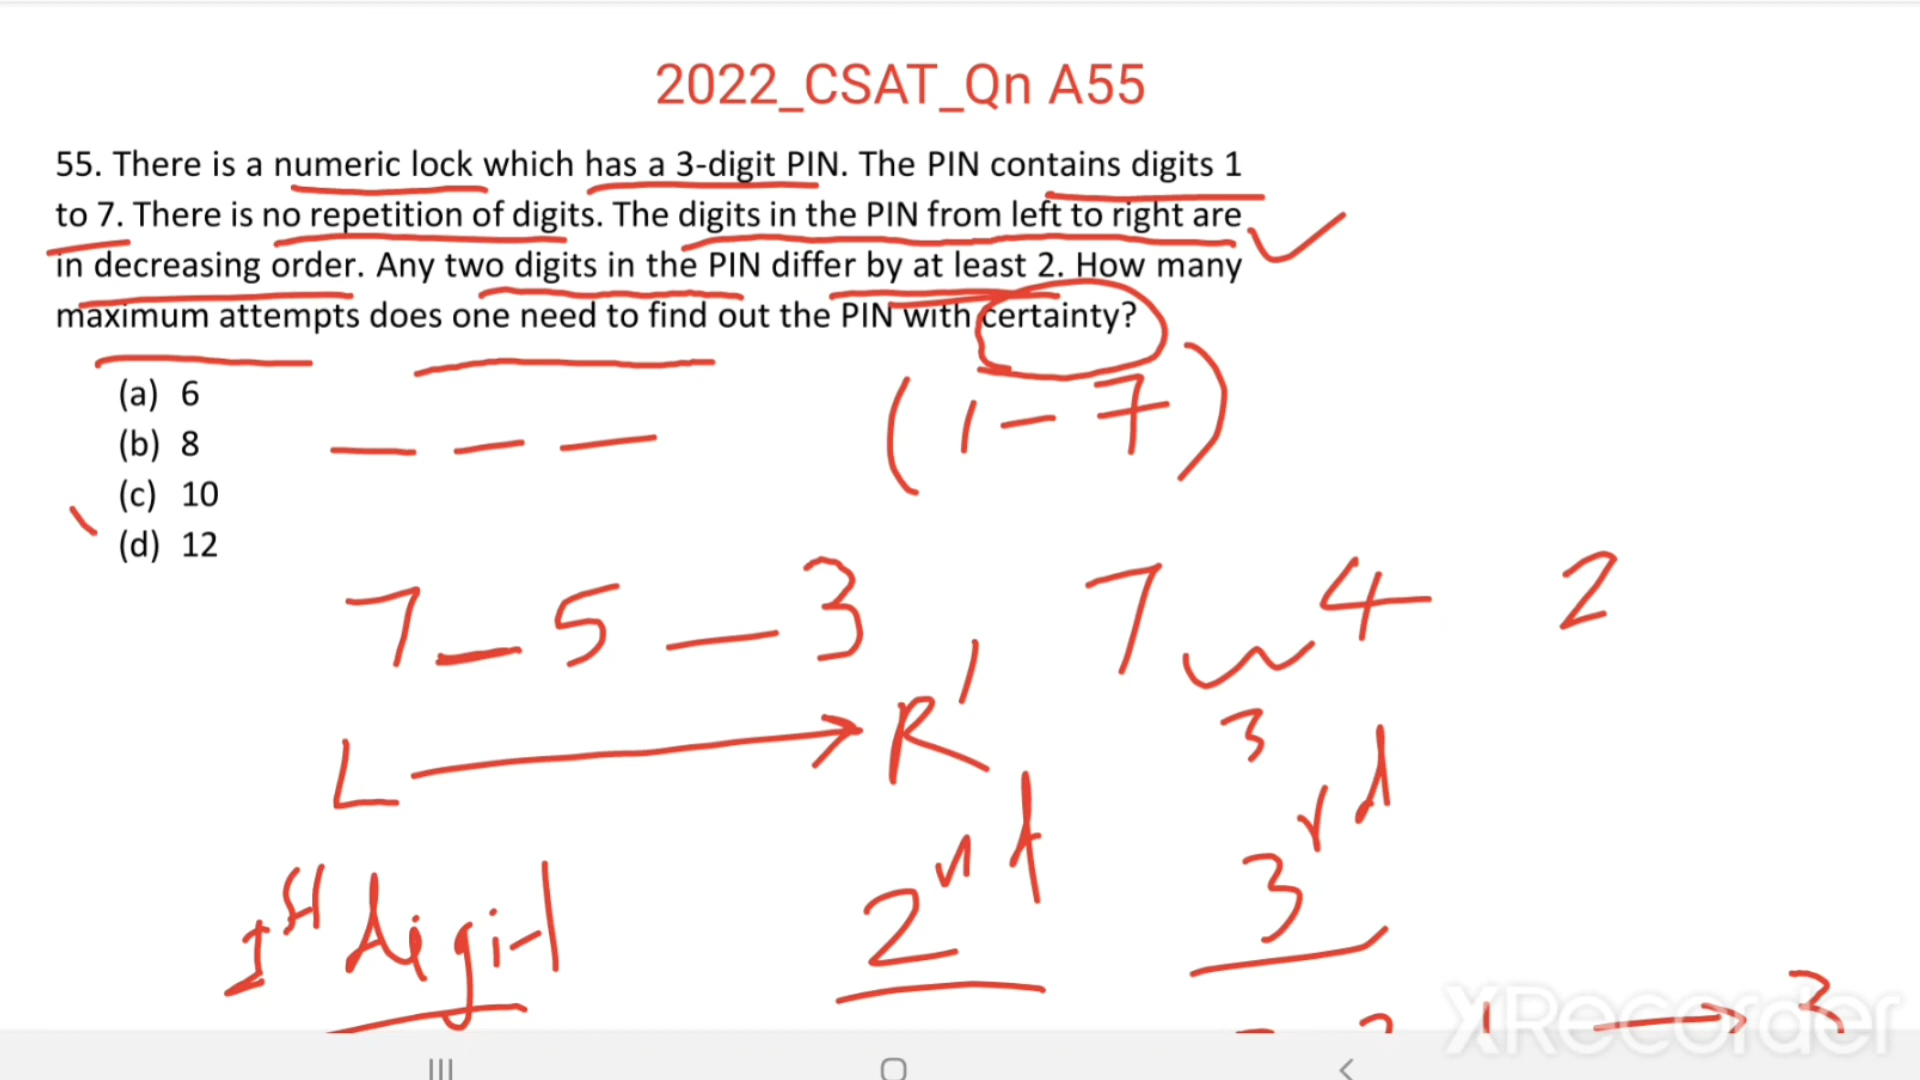 2022_CSAT_Qn A55
55. There is a numeric lock which has a 3-digit PIN. The PIN contains digits 1
to 7. There is no repetition of digits. The digits in the PIN from left to right are
in decreasing order. Any two digits in the PIN differ by at least 2. How many
maximum attempts does one need to find out the PIN with certainty?
(a) 6
(b) 8
(c) 10
(d) 12
(1-7)
7-5-3, 7 4 2
3
L → R
1st digit 2nd 3rd
1 → 3
XRecorder